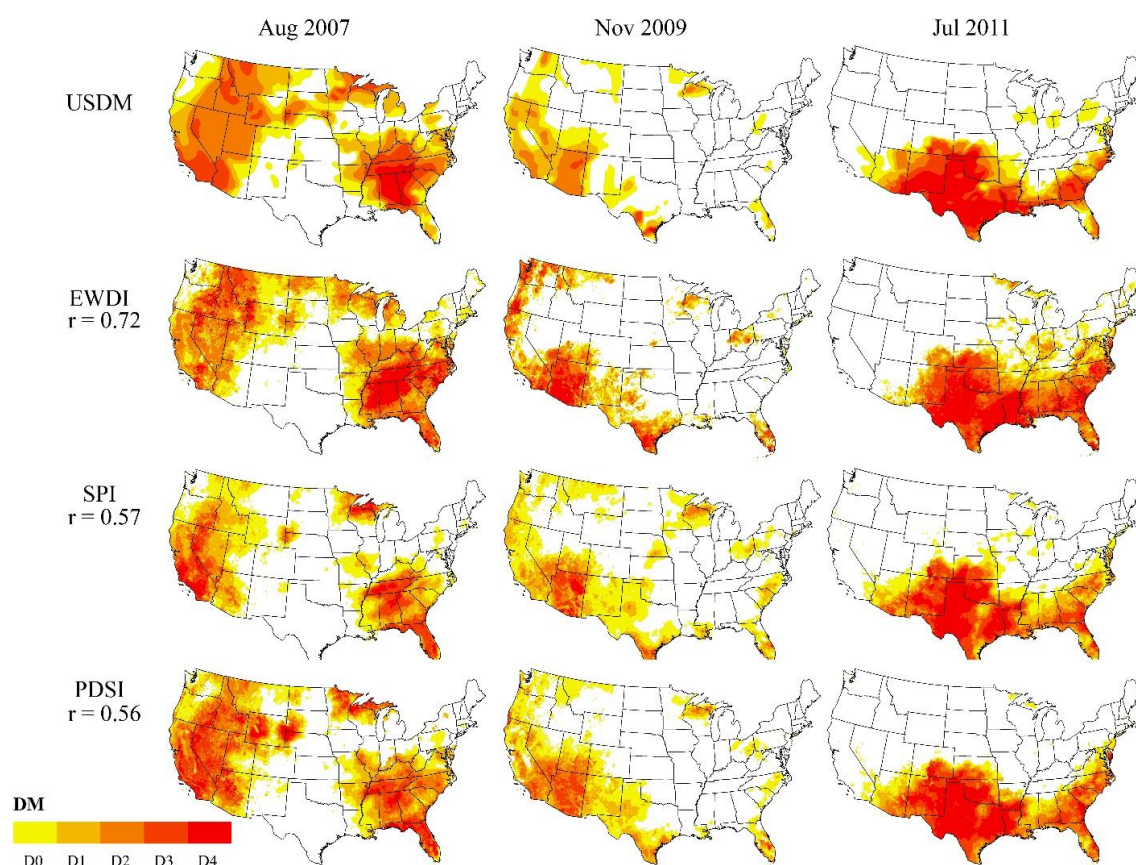 Aug 2007 Nov 2009 Jul 2011
USDM
EWDI
r = 0.72
SPI
r = 0.57
PDSI
r = 0.56
DM
D0 D1 D2 D3 D4